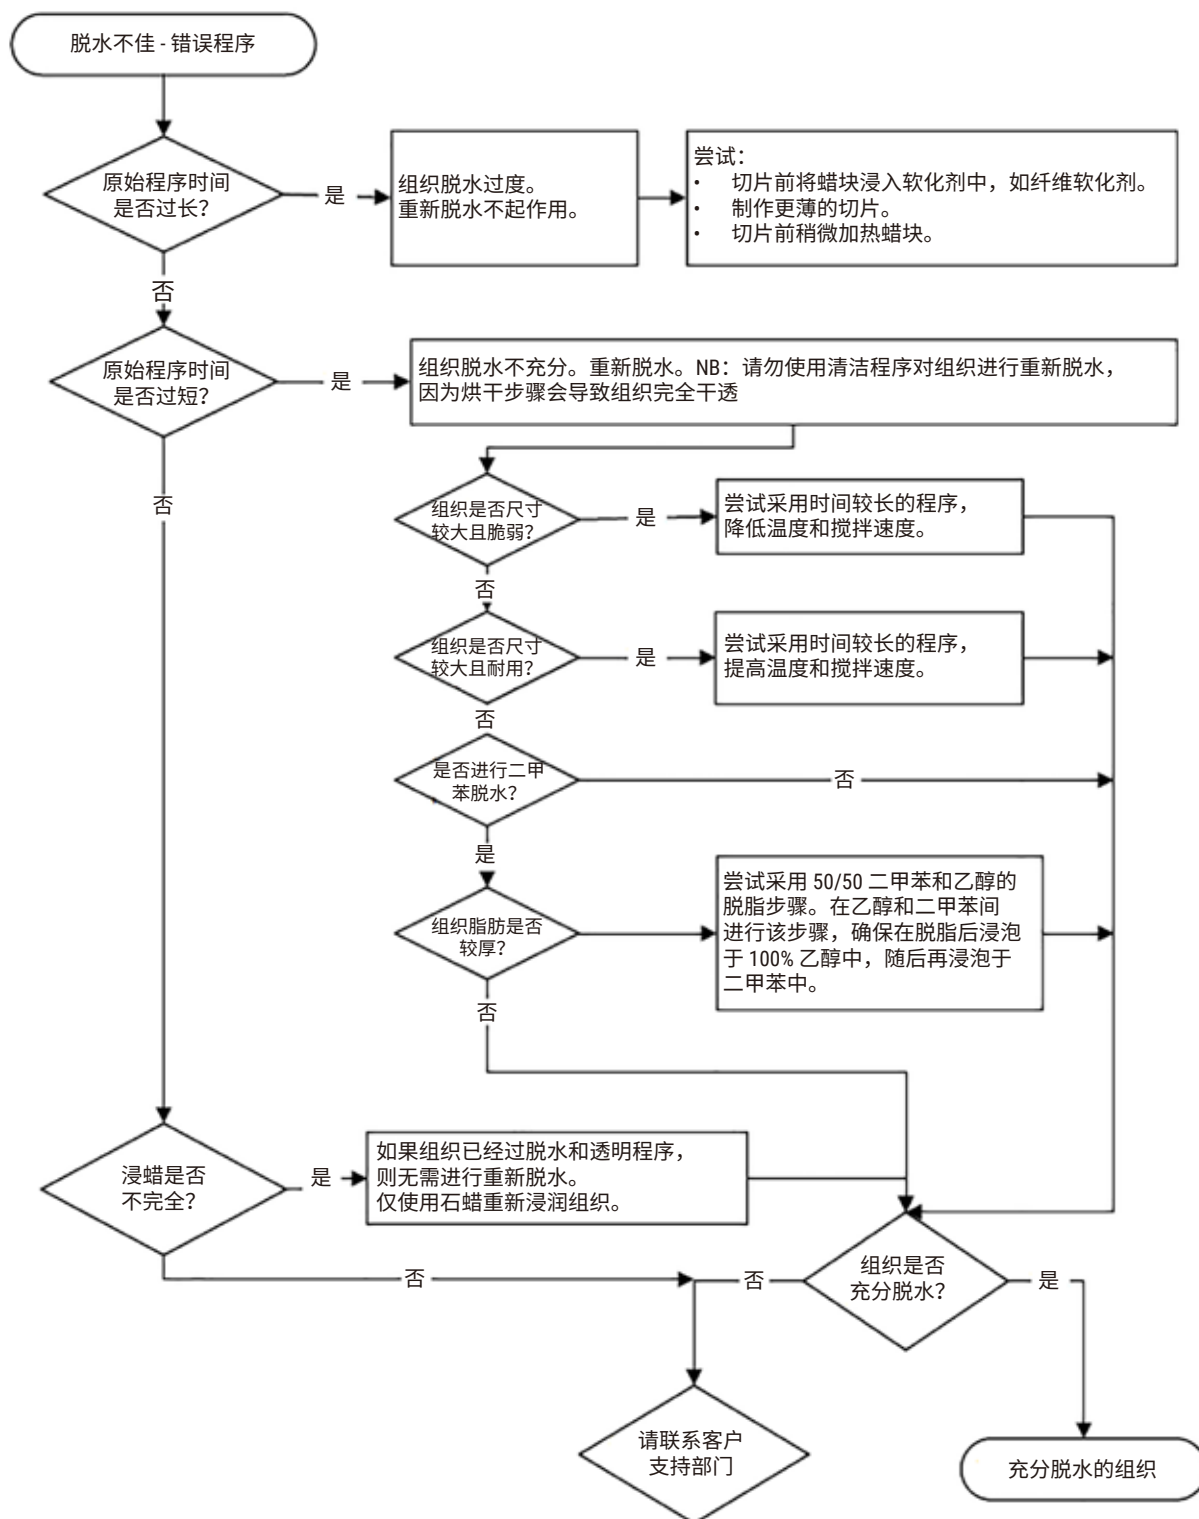 脱水不佳 - 错误程序
原始程序时间
是否过长？
是
组织脱水过度。
重新脱水不起作用。
尝试：
• 切片前将蜡块浸入软化剂中，如纤维软化剂。
• 制作更薄的切片。
• 切片前稍微加热蜡块。
否
原始程序时间
是否过短？
是
组织脱水不充分。重新脱水。NB：请勿使用清洁程序对组织进行重新脱水，
因为烘干步骤会导致组织完全干透
否
组织是否尺寸
较大且脆弱？
是
尝试采用时间较长的程序，
降低温度和搅拌速度。
否
组织是否尺寸
较大且耐用？
是
尝试采用时间较长的程序，
提高温度和搅拌速度。
否
是否进行二甲
苯脱水？
否
是
组织脂肪是否
较厚？
尝试采用 50/50 二甲苯和乙醇的
脱脂步骤。在乙醇和二甲苯间
进行该步骤，确保在脱脂后浸泡
于 100% 乙醇中，随后再浸泡于
二甲苯中。
否
浸蜡是否
不完全？
是
如果组织已经过脱水和透明程序，
则无需进行重新脱水。
仅使用石蜡重新浸润组织。
否
组织是否
充分脱水？
否
是
请联系客户
支持部门
充分脱水的组织